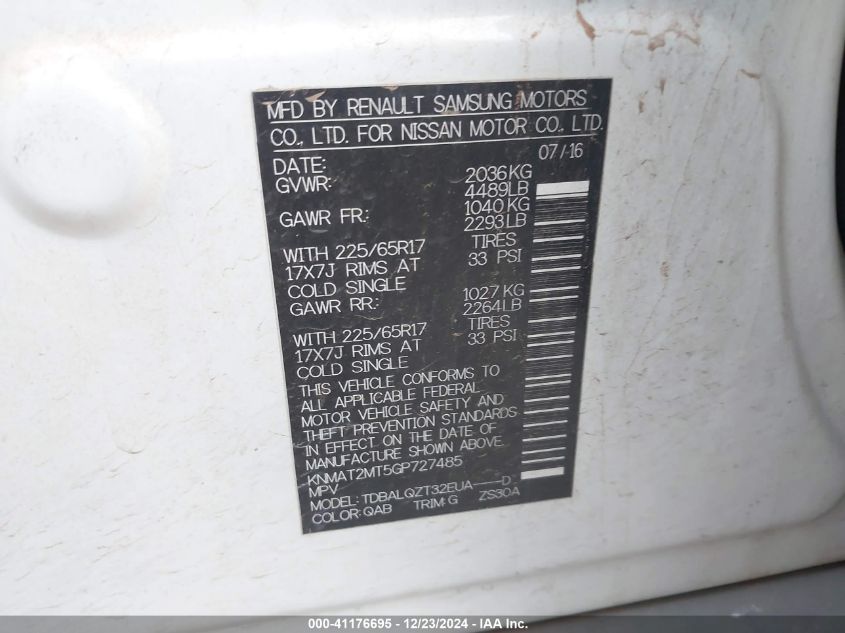 MFD BY RENAULT SAMSUNG MOTORS
CO., LTD. FOR NISSAN MOTOR CO., LTD.
DATE: 07/16
GVWR: 2036KG
4489LB
GAWR FR: 1040KG
2293LB
WITH 225/65R17 TIRES
17X7J RIMS AT 33 PSI
COLD SINGLE
GAWR RR: 1027KG
2264LB
WITH 225/65R17 TIRES
17X7J RIMS AT 33 PSI
COLD SINGLE
THIS VEHICLE CONFORMS TO
ALL APPLICABLE FEDERAL
MOTOR VEHICLE SAFETY AND
THEFT PREVENTION STANDARDS
IN EFFECT ON THE DATE OF
MANUFACTURE SHOWN ABOVE.
KNMAT2MT5GP727485
MPV
MODEL: TDBALQZT32EUA----D
COLOR: QAB TRIM: G ZS30A
000-41176695 - 12/23/2024 - IAA Inc.